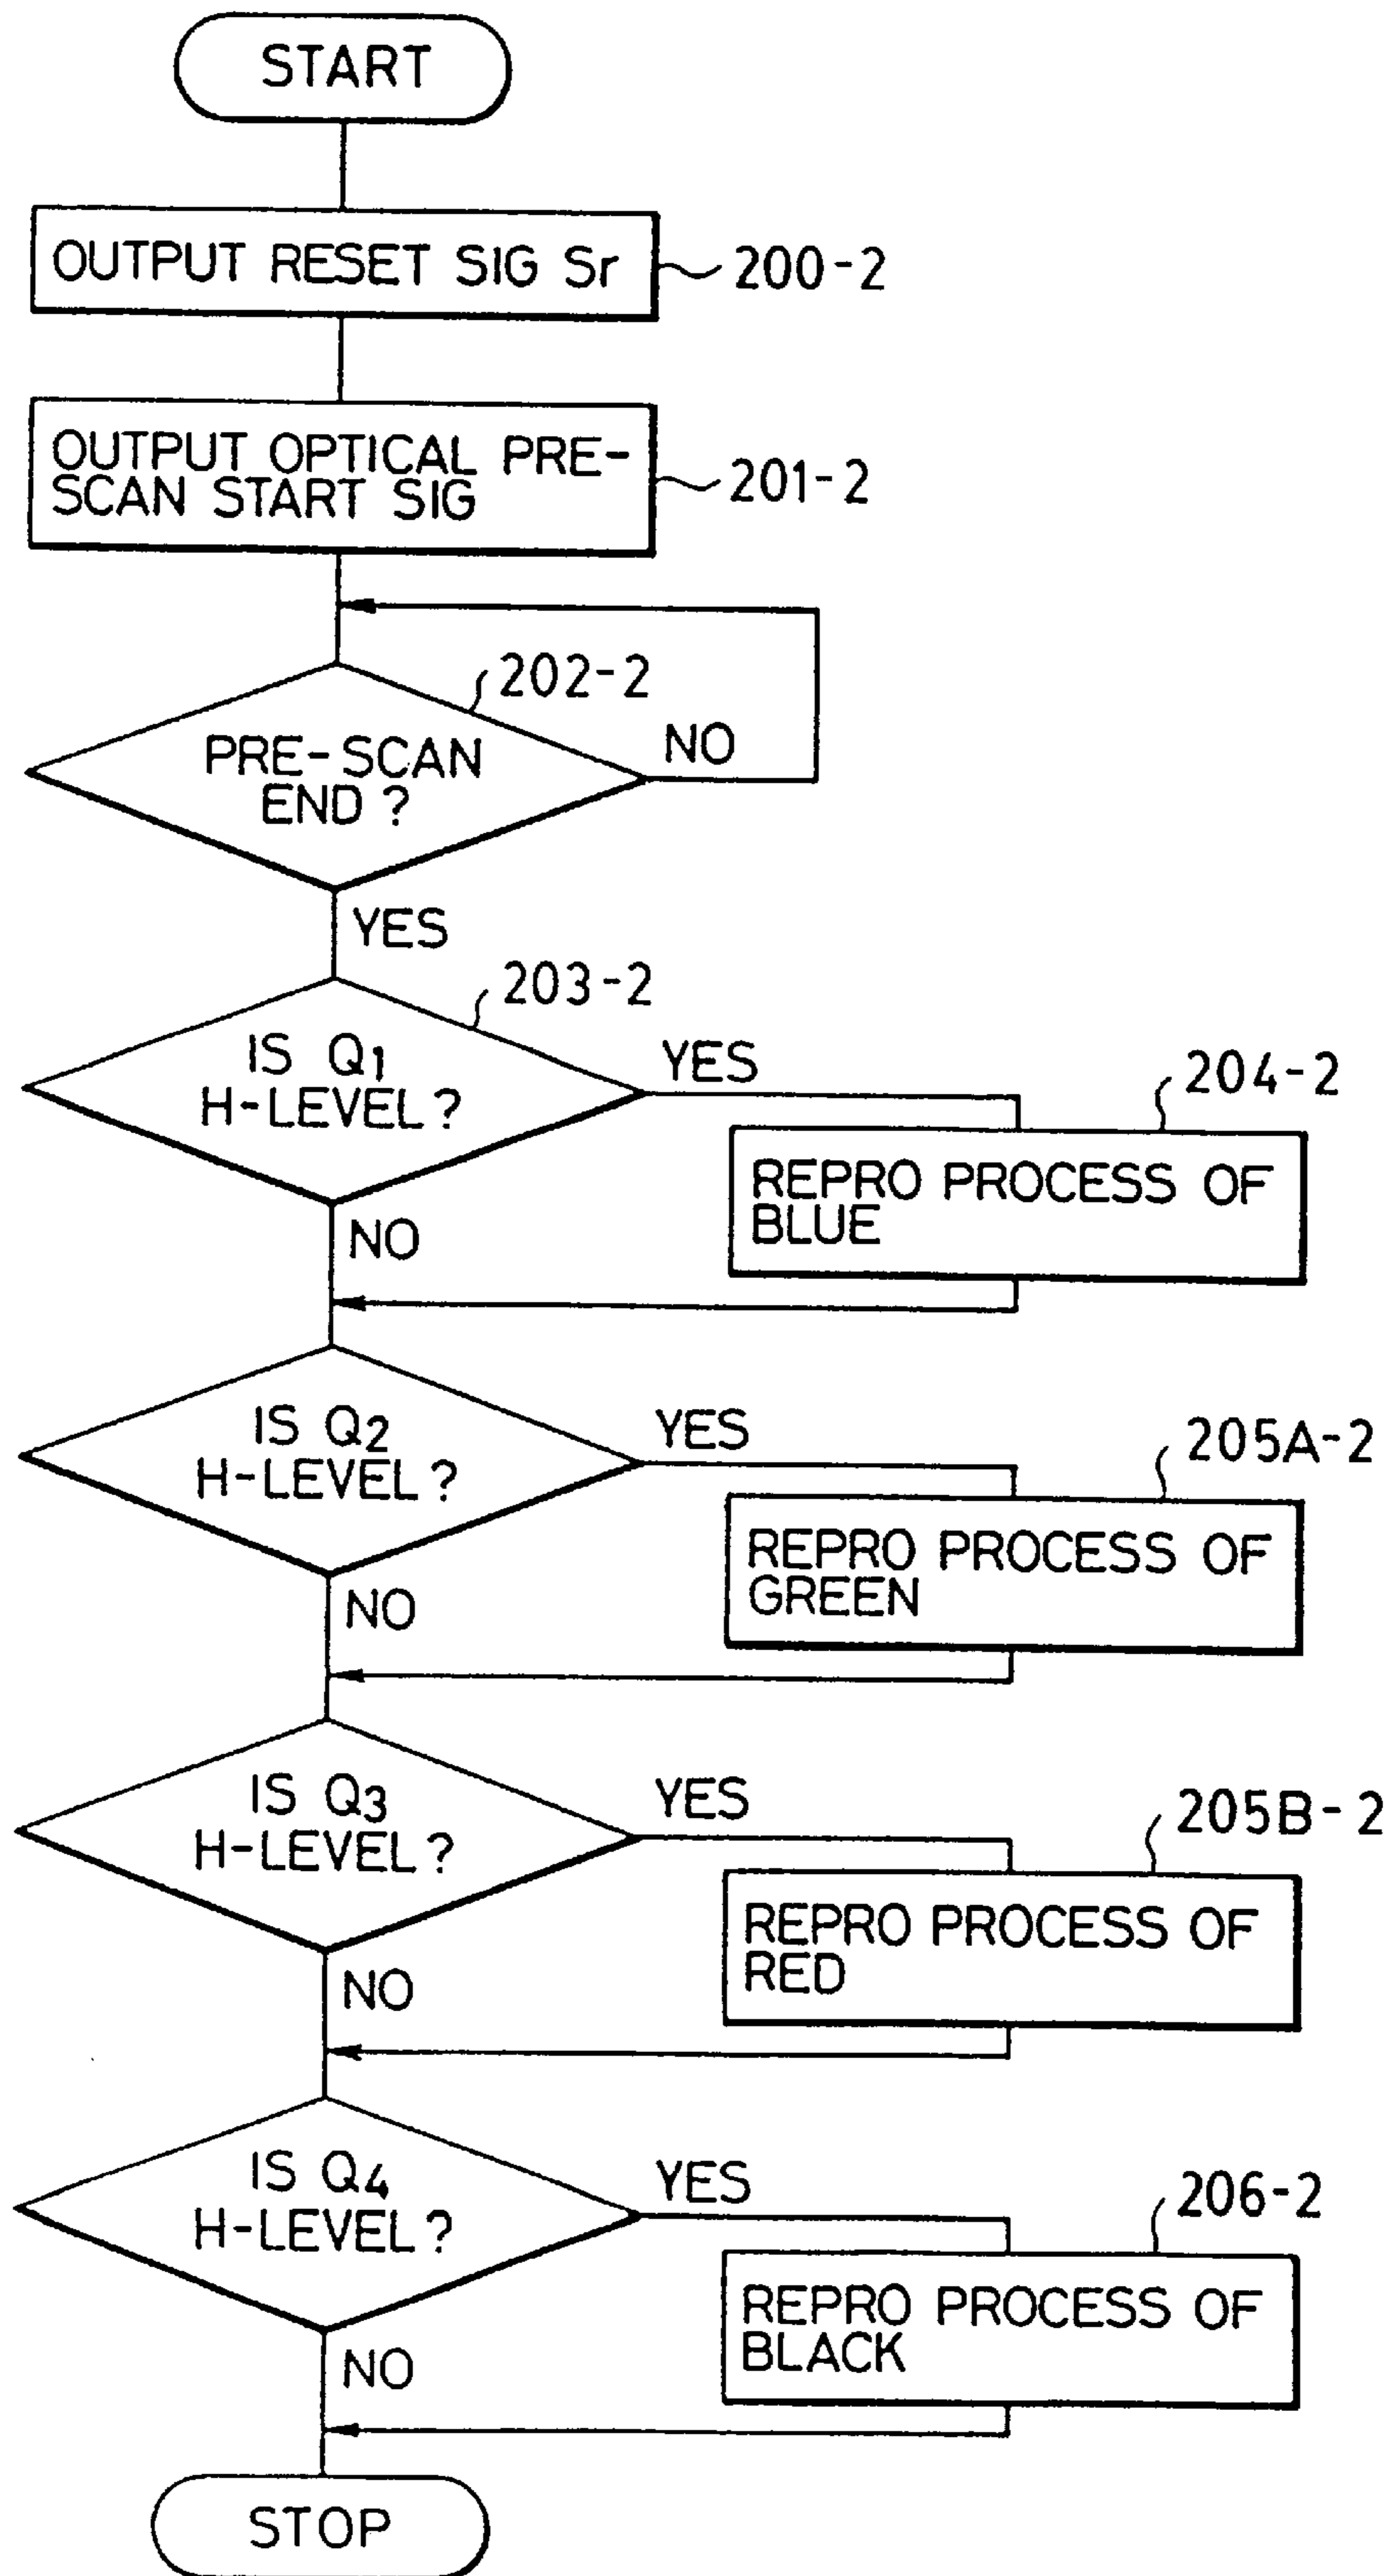 START
OUTPUT RESET SIG Sr
200-2
OUTPUT OPTICAL PRE-
SCAN START SIG
201-2
202-2
PRE-SCAN
END?
NO
YES
203-2
IS Q1
H-LEVEL?
YES
204-2
REPRO PROCESS OF
BLUE
NO
IS Q2
H-LEVEL?
YES
205A-2
REPRO PROCESS OF
GREEN
NO
IS Q3
H-LEVEL?
YES
205B-2
REPRO PROCESS OF
RED
NO
IS Q4
H-LEVEL?
YES
206-2
REPRO PROCESS OF
BLACK
NO
STOP